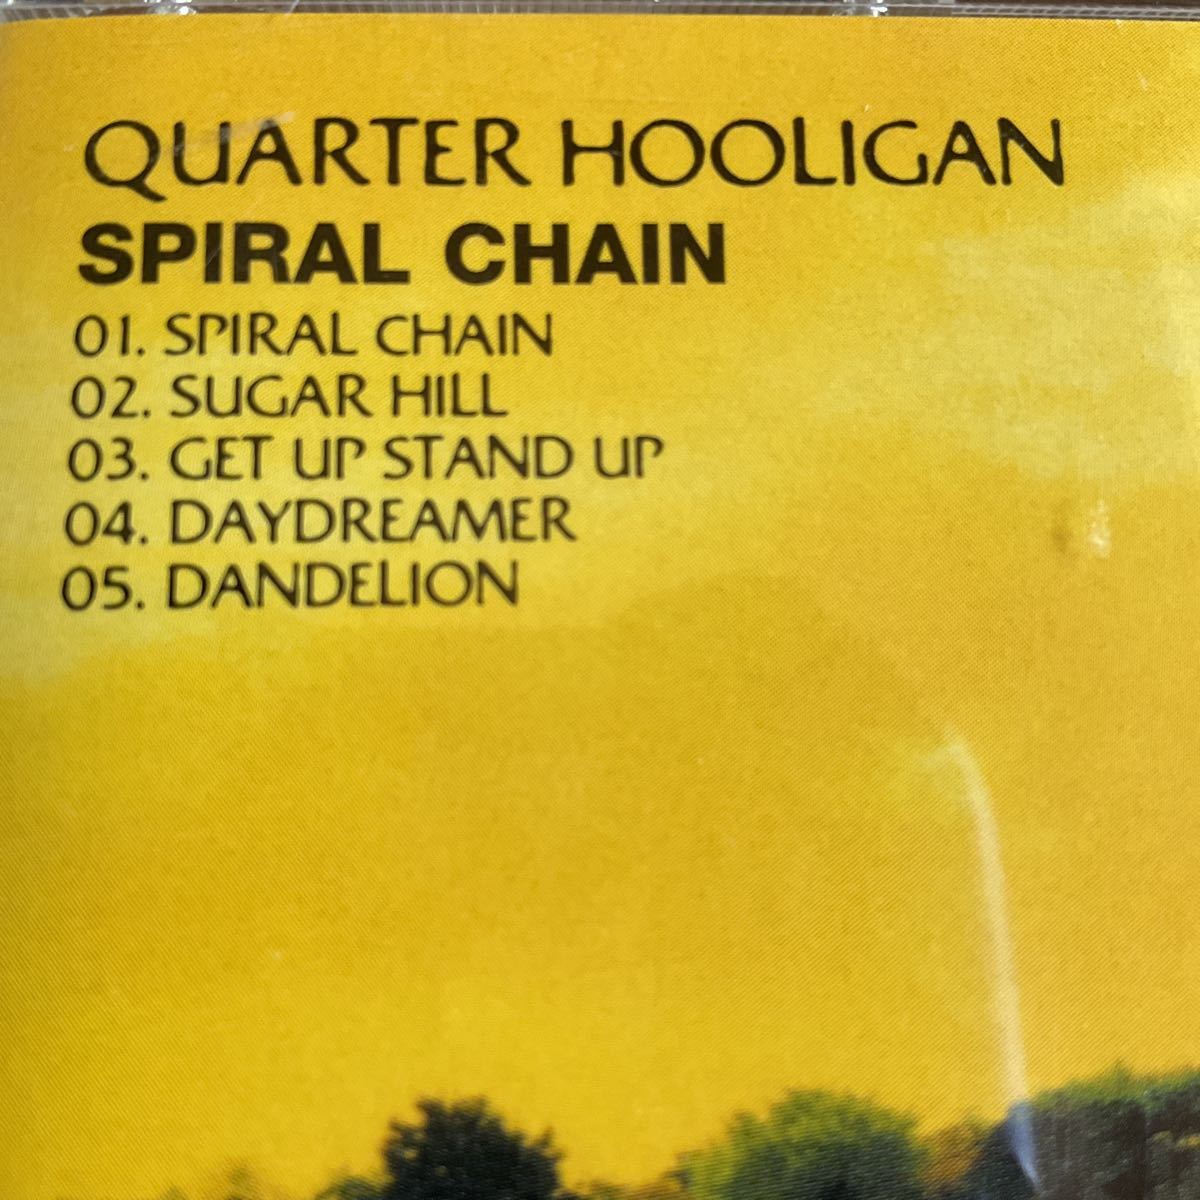 QUARTER HOOLIGAN
SPIRAL CHAIN
01. SPIRAL CHAIN
02. SUGAR HILL
03. GET UP STAND UP
04. DAYDREAMER
05. DANDELION